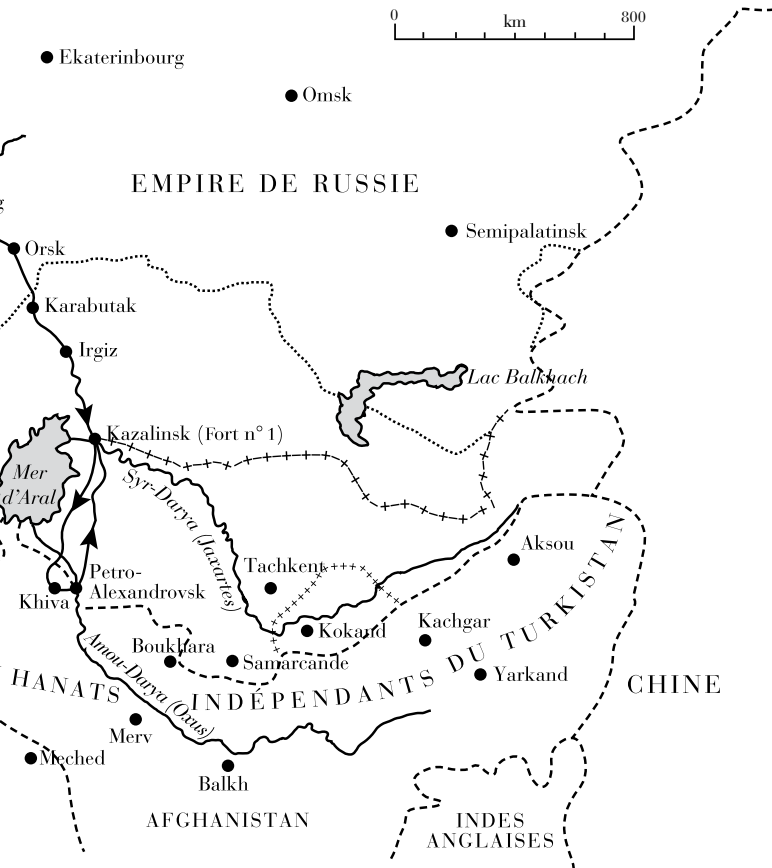 0 km 800
Ekaterinbourg
Omsk
EMPIRE DE RUSSIE
g
Semipalatinsk
Orsk
Karabutak
Irgiz
Lac Balkhach
Kazalinsk (Fort n° 1)
Mer
d'Aral
Syr-Darya (Jaxartes)
Aksou
Tachkent
Petro-
Alexandrovsk
Khiva
Kokand
Kachgar
Boukhara
Samarcande
Yarkand
HANATS INDÉPENDANTS DU TURKISTAN
CHINE
Amou-Darya (Oxus)
Merv
Meched
Balkh
AFGHANISTAN
INDES
ANGLAISES